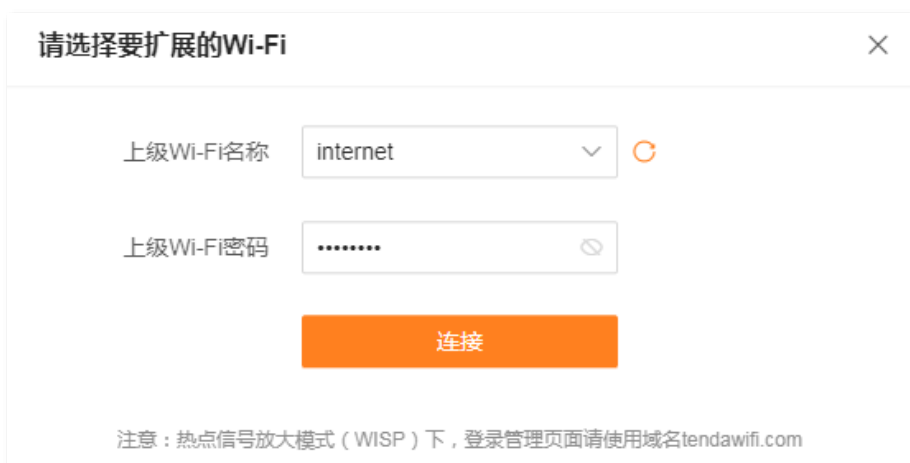 请选择要扩展的Wi-Fi
上级Wi-Fi名称 internet
上级Wi-Fi密码 ••••••••
连接
注意：热点信号放大模式（WISP）下，登录管理页面请使用域名tendawifi.com